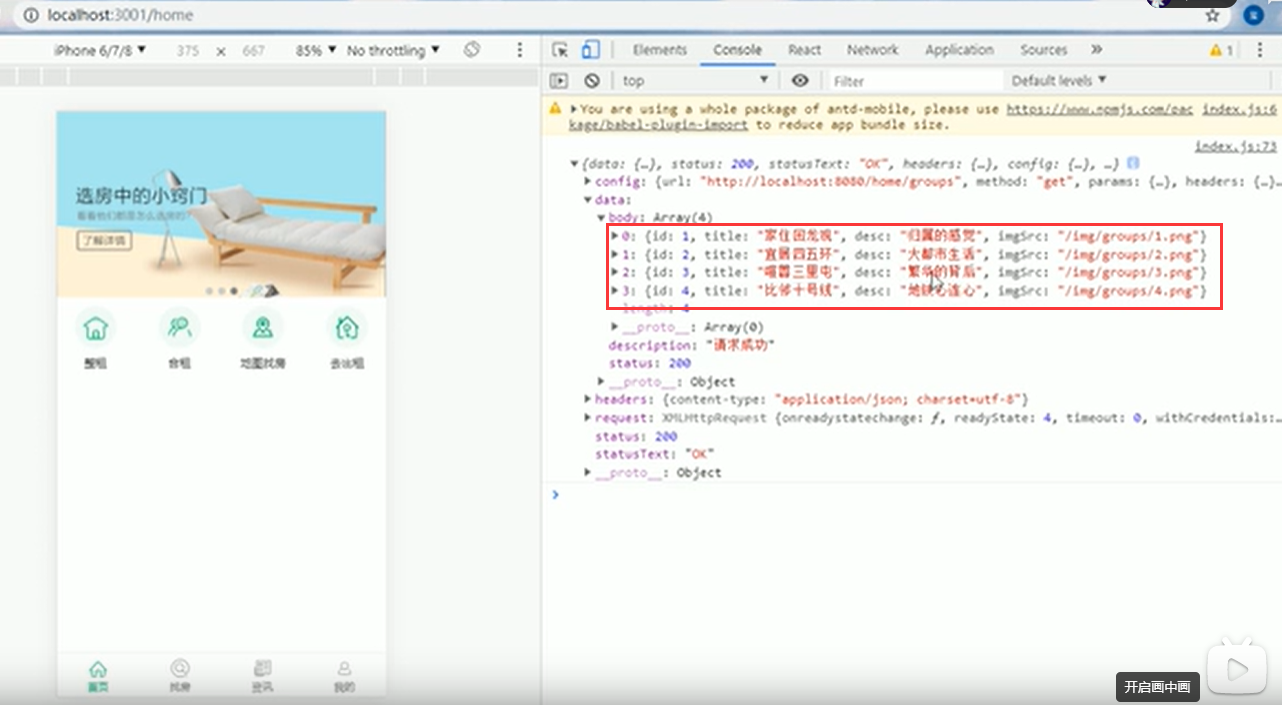 localhost:3001/home
iPhone 6/7/8 ▼ 375 × 667 85% ▼ No throttling ▼
Elements Console React Network Application Sources » 1
top ▼ Filter Default levels ▼
You are using a whole package of antd-mobile, please use https://www.npmjs.com/pac index.js:6
kage/babel-plugin-import to reduce app bundle size.
index.js:73
▼{data: {…}, status: 200, statusText: "OK", headers: {…}, config: {…}, …}
▶config: {url: "http://localhost:8080/home/groups", method: "get", params: {…}, headers: {…}…
▼data:
▼body: Array(4)
▶0: {id: 1, title: "家住回龙观", desc: "归属的感觉", imgSrc: "/img/groups/1.png"}
▶1: {id: 2, title: "宜居四五环", desc: "大都市生活", imgSrc: "/img/groups/2.png"}
▶2: {id: 3, title: "喧嚣三里屯", desc: "繁华的背后", imgSrc: "/img/groups/3.png"}
▶3: {id: 4, title: "比邻十号线", desc: "地铁心连心", imgSrc: "/img/groups/4.png"}
length: 4
▶__proto__: Array(0)
description: "请求成功"
status: 200
▶__proto__: Object
▶headers: {content-type: "application/json; charset=utf-8"}
▶request: XMLHttpRequest {onreadystatechange: ƒ, readyState: 4, timeout: 0, withCredentials:…
status: 200
statusText: "OK"
▶__proto__: Object
选房中的小窍门
看看他们都是怎么选房的?
了解详情
整租 合租 地图找房 去出租
首页 找房 资讯 我的
开启画中画